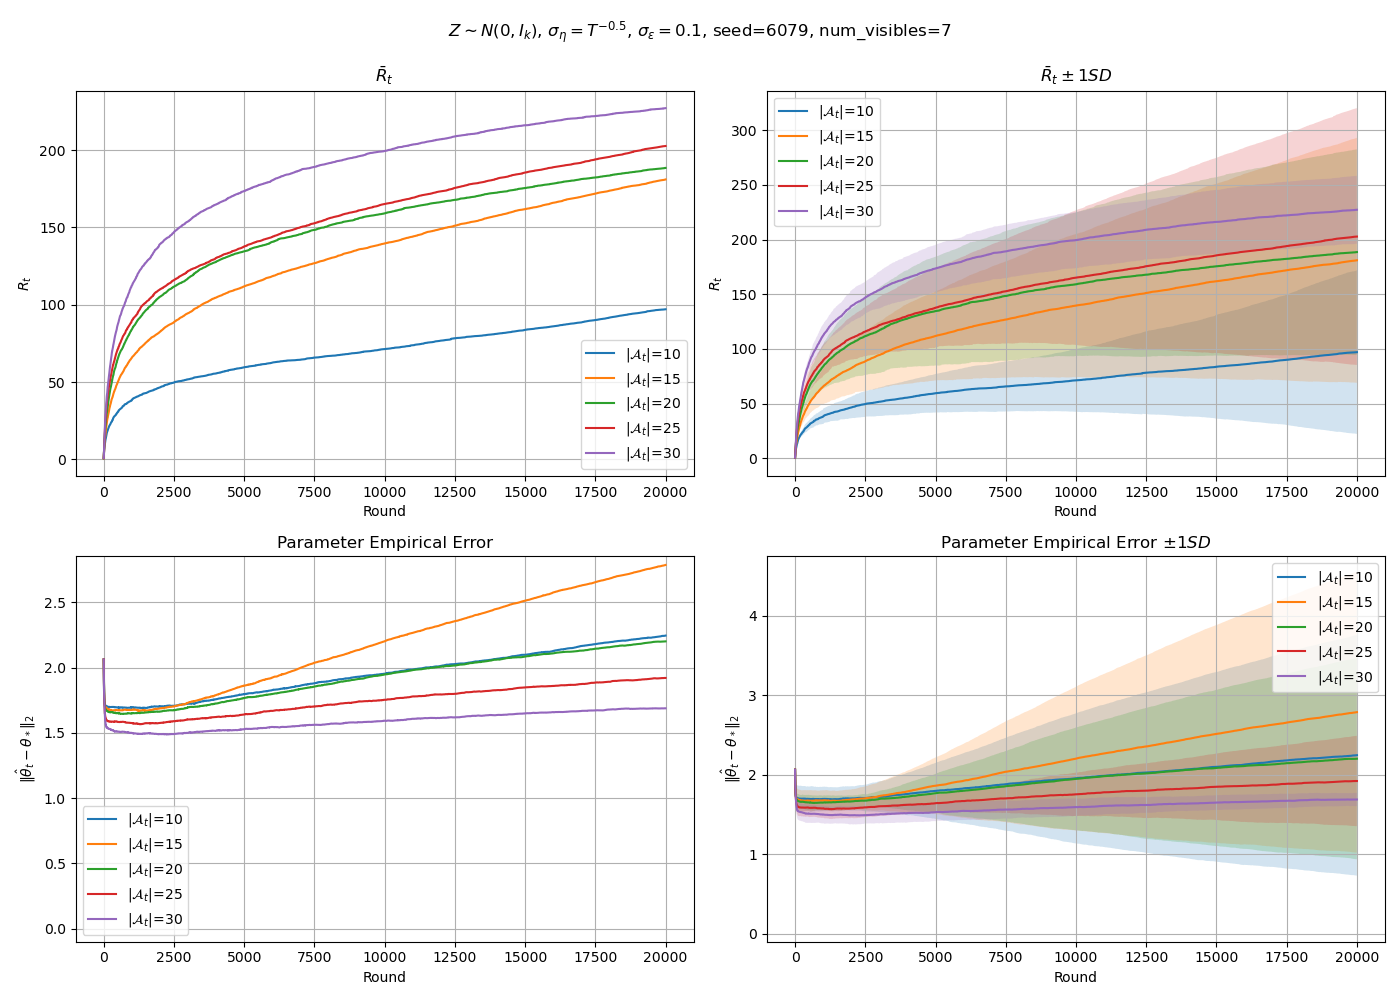 Z ∼ N(0, I_k), σ_η = T^{−0.5}, σ_ε = 0.1, seed=6079, num_visibles=7
R̄_t
R_t
200
150
100
50
0
|𝒜_t|=10
|𝒜_t|=15
|𝒜_t|=20
|𝒜_t|=25
|𝒜_t|=30
0 2500 5000 7500 10000 12500 15000 17500 20000
Round
R̄_t ± 1SD
R_t
300
250
200
150
100
50
0
|𝒜_t|=10
|𝒜_t|=15
|𝒜_t|=20
|𝒜_t|=25
|𝒜_t|=30
0 2500 5000 7500 10000 12500 15000 17500 20000
Round
Parameter Empirical Error
‖θ̂_t − θ_*‖_2
2.5
2.0
1.5
1.0
0.5
0.0
|𝒜_t|=10
|𝒜_t|=15
|𝒜_t|=20
|𝒜_t|=25
|𝒜_t|=30
0 2500 5000 7500 10000 12500 15000 17500 20000
Round
Parameter Empirical Error ±1SD
‖θ̂_t − θ_*‖_2
4
3
2
1
0
|𝒜_t|=10
|𝒜_t|=15
|𝒜_t|=20
|𝒜_t|=25
|𝒜_t|=30
0 2500 5000 7500 10000 12500 15000 17500 20000
Round